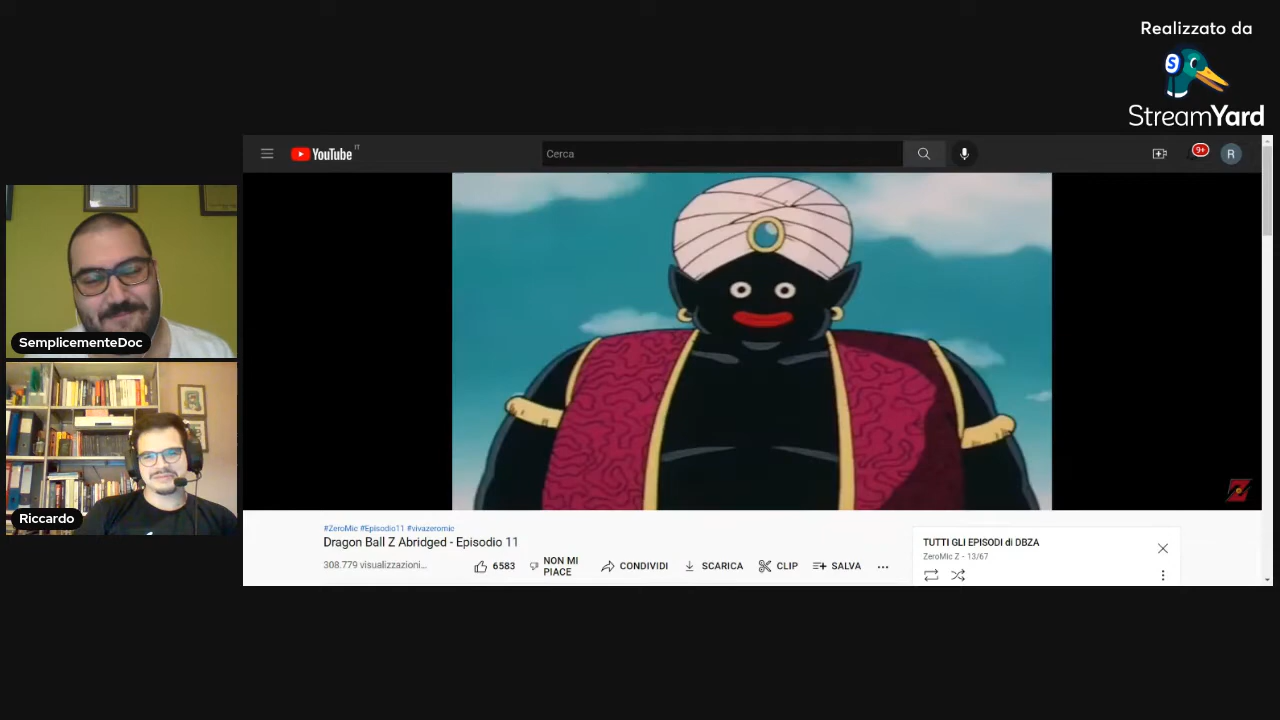 Realizzato da
StreamYard
YouTube IT
Cerca
9+
R
SemplicementeDoc
Riccardo
#ZeroMic #Episodio11 #vivazeromic
Dragon Ball Z Abridged - Episodio 11
308.779 visualizzazioni...
6583
NON MI PIACE
CONDIVIDI
SCARICA
CLIP
SALVA
TUTTI GLI EPISODI di DBZA
ZeroMic Z - 13/67